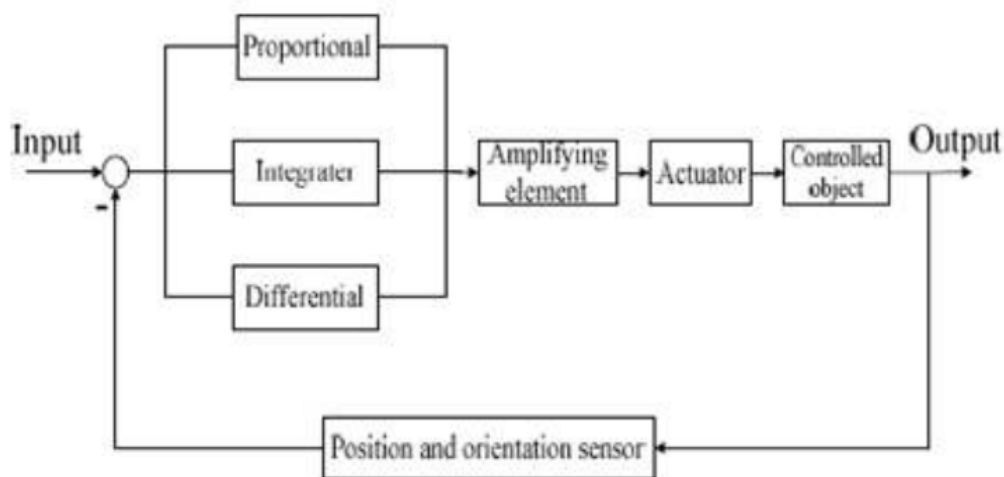 Proportional
Input
Integrater
Amplifying
element
Actuator
Controlled
object
Output
-
Differential
Position and orientation sensor